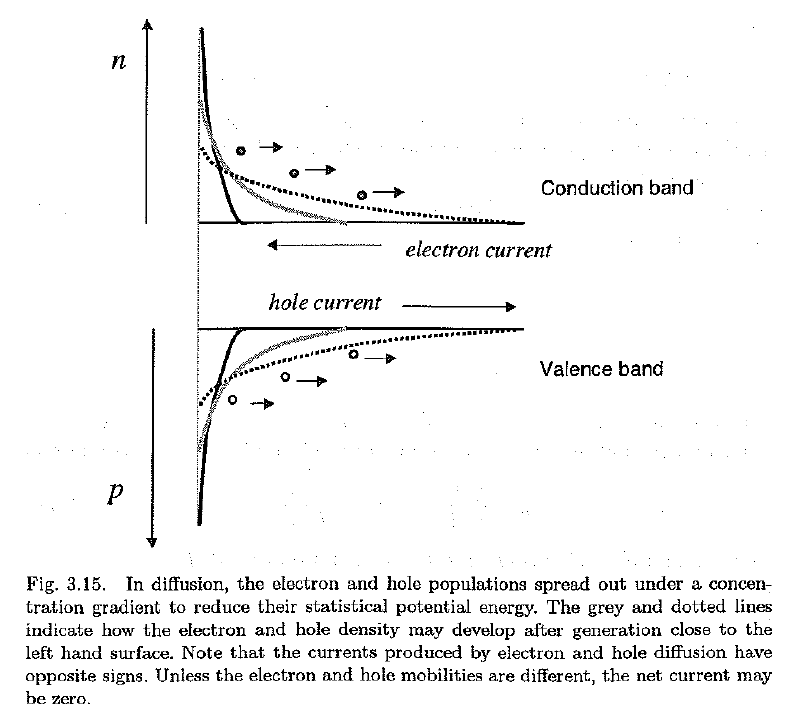 n
Conduction band
electron current
hole current
Valence band
p
Fig. 3.15. In diffusion, the electron and hole populations spread out under a concen-
tration gradient to reduce their statistical potential energy. The grey and dotted lines
indicate how the electron and hole density may develop after generation close to the
left hand surface. Note that the currents produced by electron and hole diffusion have
opposite signs. Unless the electron and hole mobilities are different, the net current may
be zero.